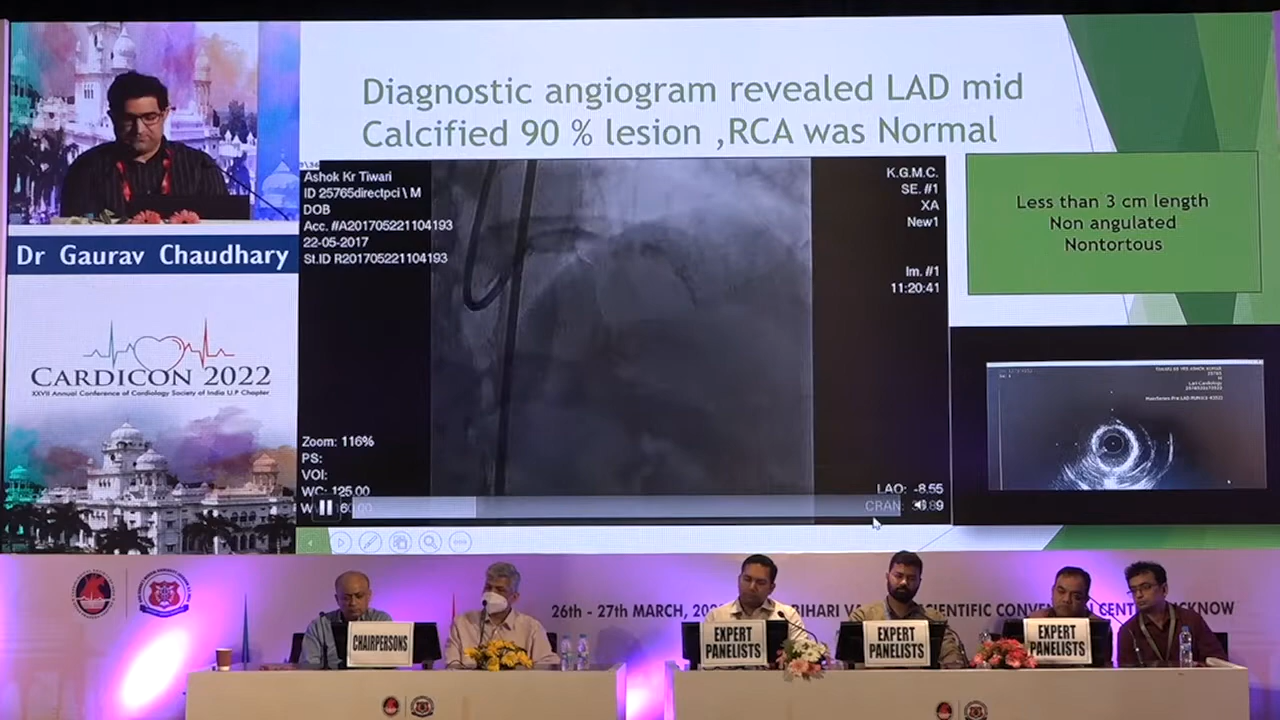 Diagnostic angiogram revealed LAD mid
Calcified 90 % lesion ,RCA was Normal
Ashok Kr Tiwari
ID 25765directpci \ M
DOB
Acc. #A201705221104193
22-05-2017
St.ID R201705221104193
K.G.M.C.
SE. #1
XA
New1
Im. #1
11:20:41
Less than 3 cm length
Non angulated
Nontortous
Dr Gaurav Chaudhary
CARDICON 2022
XXVII Annual Conference of Cardiology Society of India U.P Chapter
Zoom: 116%
PS:
VOI:
WC: 125.00
LAO: -8.55
CRAN:
26th - 27th MARCH,
CHAIRPERSONS
EXPERT
PANELISTS
EXPERT
PANELISTS
EXPERT
PANELISTS